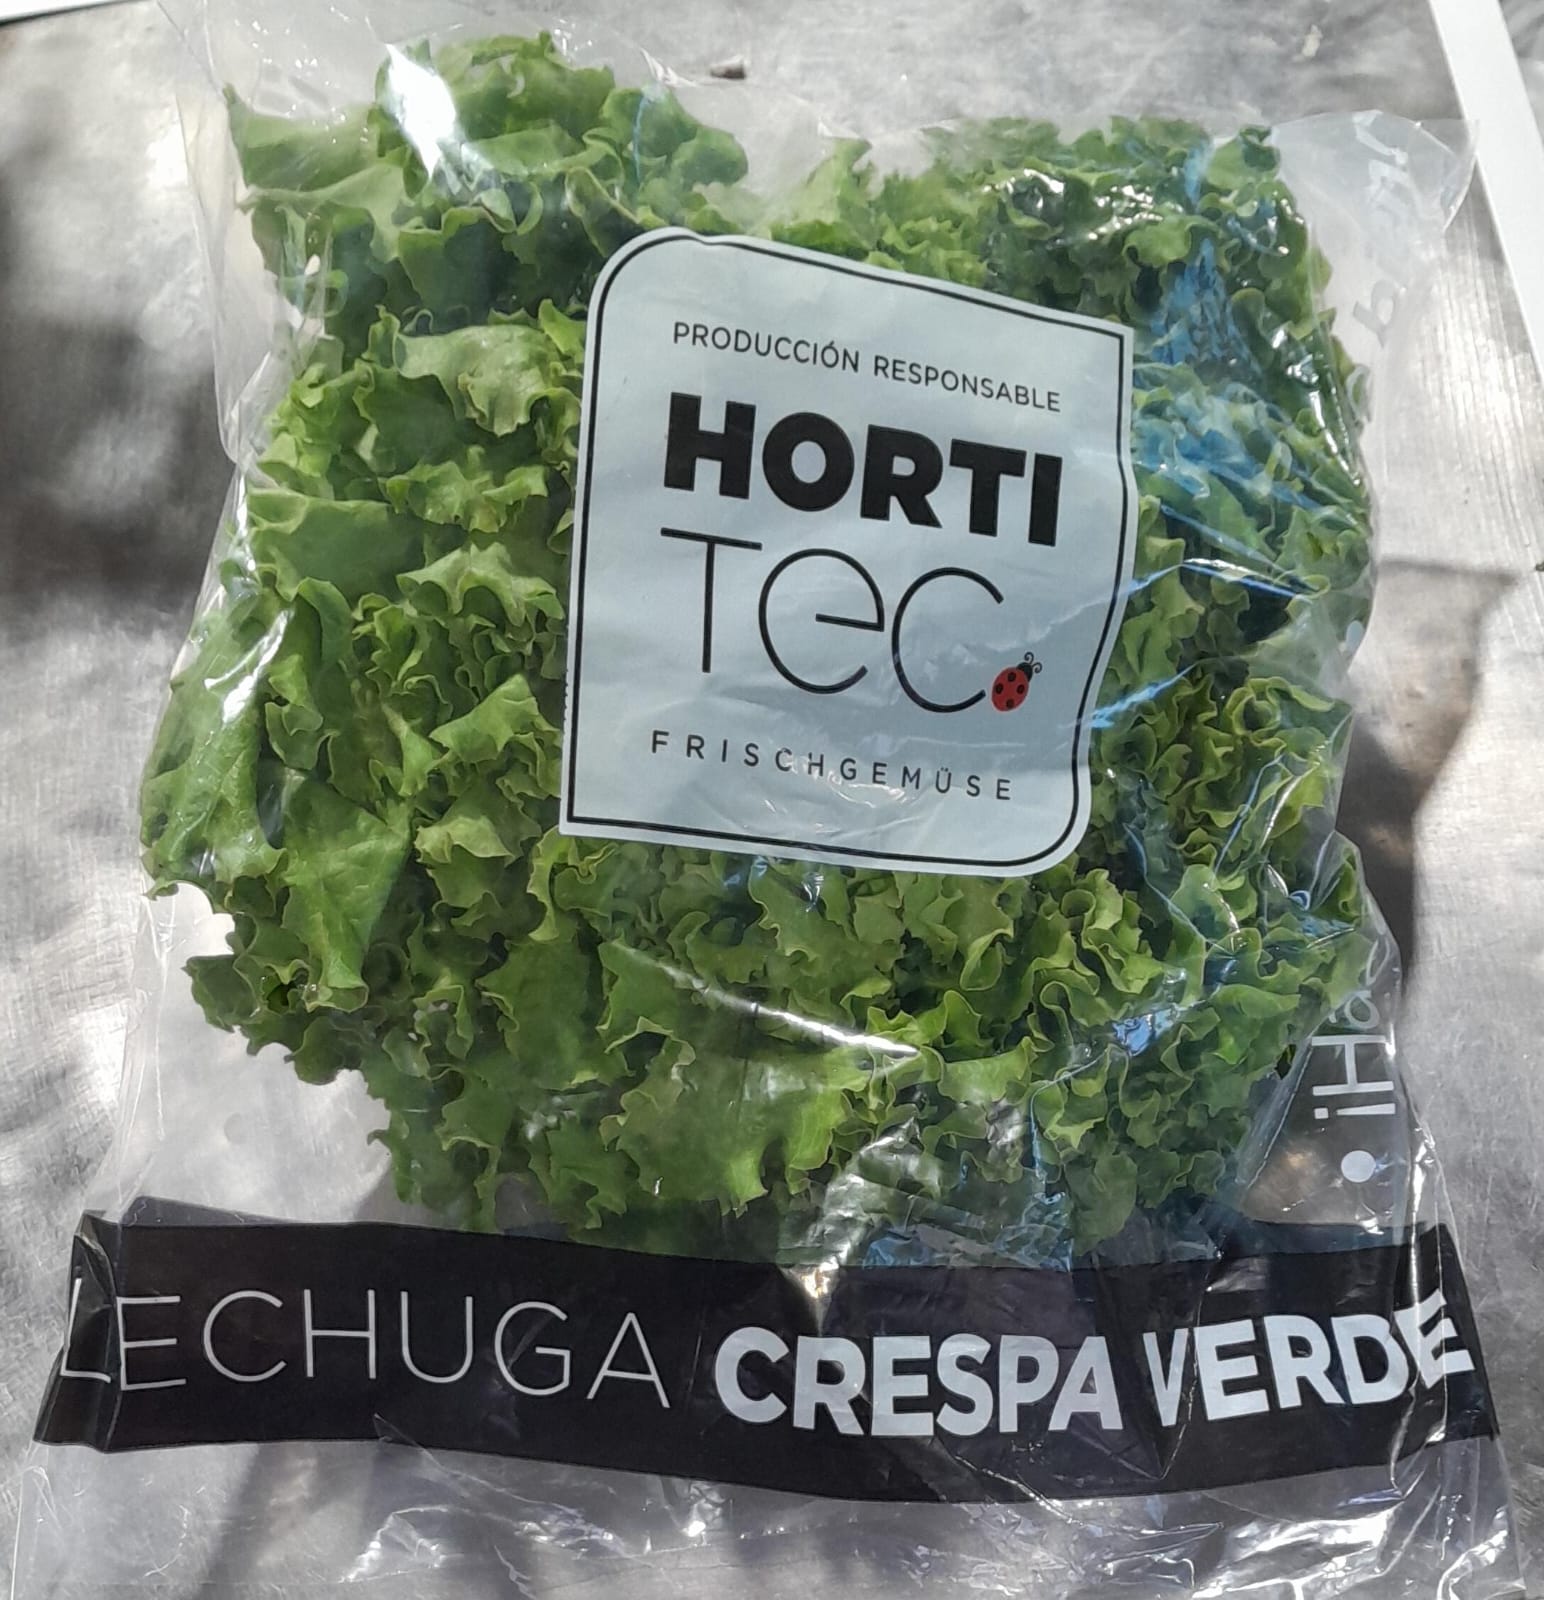 PRODUCCIÓN RESPONSABLE
HORTI
TeC
FRISCHGEMÜSE
LECHUGA CRESPA VERDE